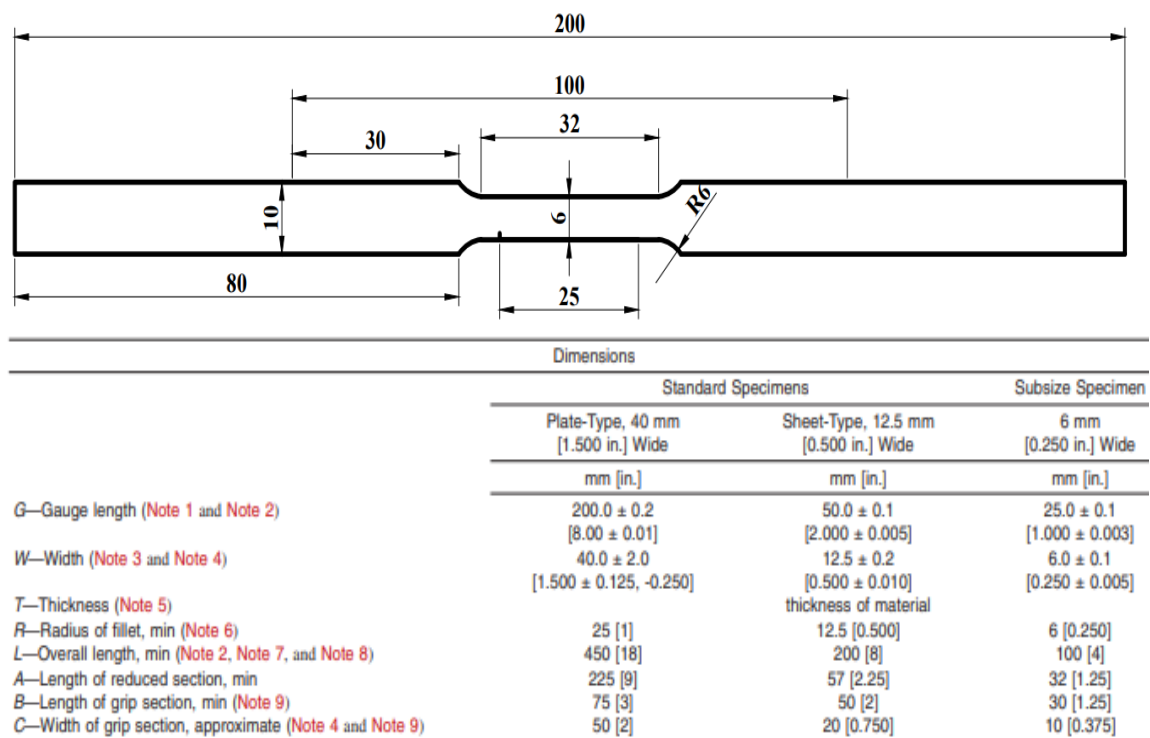 200
100
32
30
10
6
R6
80
25
Dimensions
Standard Specimens Subsize Specimen
Plate-Type, 40 mm Sheet-Type, 12.5 mm 6 mm
[1.500 in.] Wide [0.500 in.] Wide [0.250 in.] Wide
mm [in.] mm [in.] mm [in.]
G—Gauge length (Note 1 and Note 2) 200.0 ± 0.2 50.0 ± 0.1 25.0 ± 0.1
[8.00 ± 0.01] [2.000 ± 0.005] [1.000 ± 0.003]
W—Width (Note 3 and Note 4) 40.0 ± 2.0 12.5 ± 0.2 6.0 ± 0.1
[1.500 ± 0.125, -0.250] [0.500 ± 0.010] [0.250 ± 0.005]
T—Thickness (Note 5) thickness of material
R—Radius of fillet, min (Note 6) 25 [1] 12.5 [0.500] 6 [0.250]
L—Overall length, min (Note 2, Note 7, and Note 8) 450 [18] 200 [8] 100 [4]
A—Length of reduced section, min 225 [9] 57 [2.25] 32 [1.25]
B—Length of grip section, min (Note 9) 75 [3] 50 [2] 30 [1.25]
C—Width of grip section, approximate (Note 4 and Note 9) 50 [2] 20 [0.750] 10 [0.375]